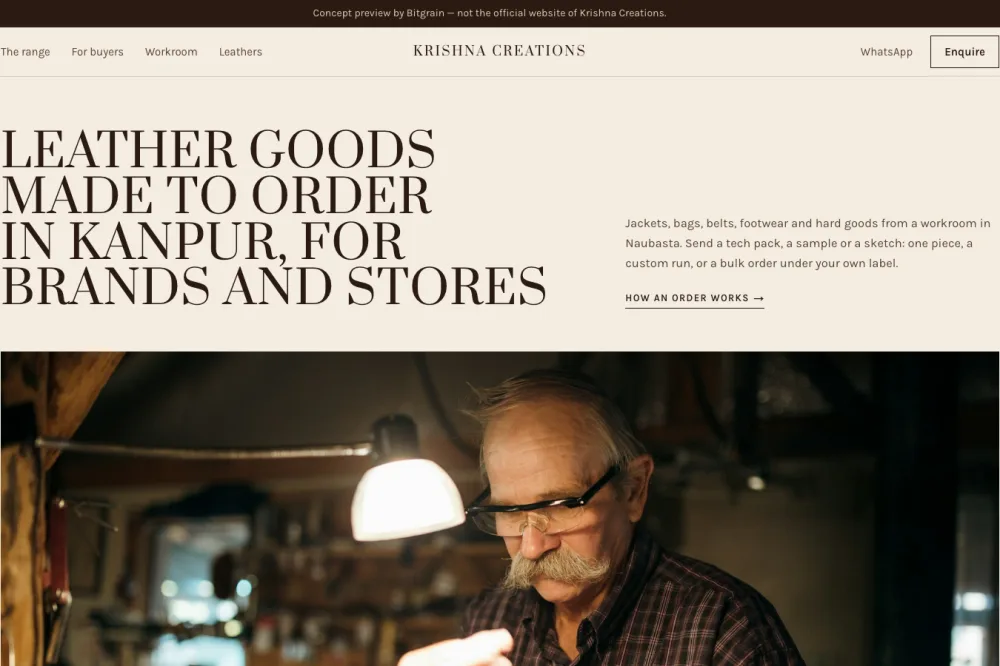 Concept preview by Bitgrain — not the official website of Krishna Creations.
The range
For buyers
Workroom
Leathers
KRISHNA CREATIONS
WhatsApp
Enquire
LEATHER GOODS
MADE TO ORDER
IN KANPUR, FOR
BRANDS AND STORES
Jackets, bags, belts, footwear and hard goods from a workroom in
Naubasta. Send a tech pack, a sample or a sketch: one piece, a
custom run, or a bulk order under your own label.
HOW AN ORDER WORKS →